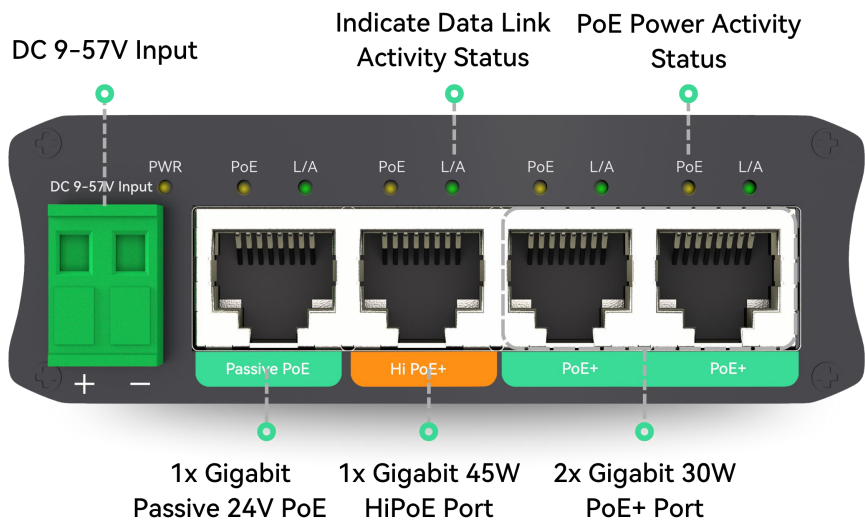 Indicate Data Link
Activity Status
PoE Power Activity
Status
DC 9-57V Input
PWR
PoE
L/A
PoE
L/A
PoE
L/A
PoE
L/A
DC 9-57V Input
Passive PoE
Hi PoE+
PoE+
PoE+
+
−
1x Gigabit
Passive 24V PoE
1x Gigabit 45W
HiPoE Port
2x Gigabit 30W
PoE+ Port